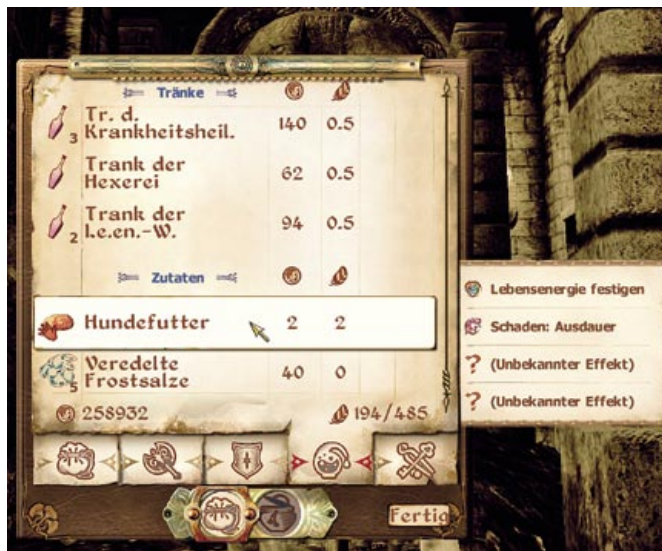 Tränke
Tr. d.
Krankheitsheil.
3
140 0.5
Trank der
Hexerei
62 0.5
Trank der
Le.en.-W.
2
94 0.5
Zutaten
Hundefutter 2 2
Veredelte
Frostsalze
5
40 0
258932 194/485
Fertig
Lebensenergie festigen
Schaden: Ausdauer
? (Unbekannter Effekt)
? (Unbekannter Effekt)